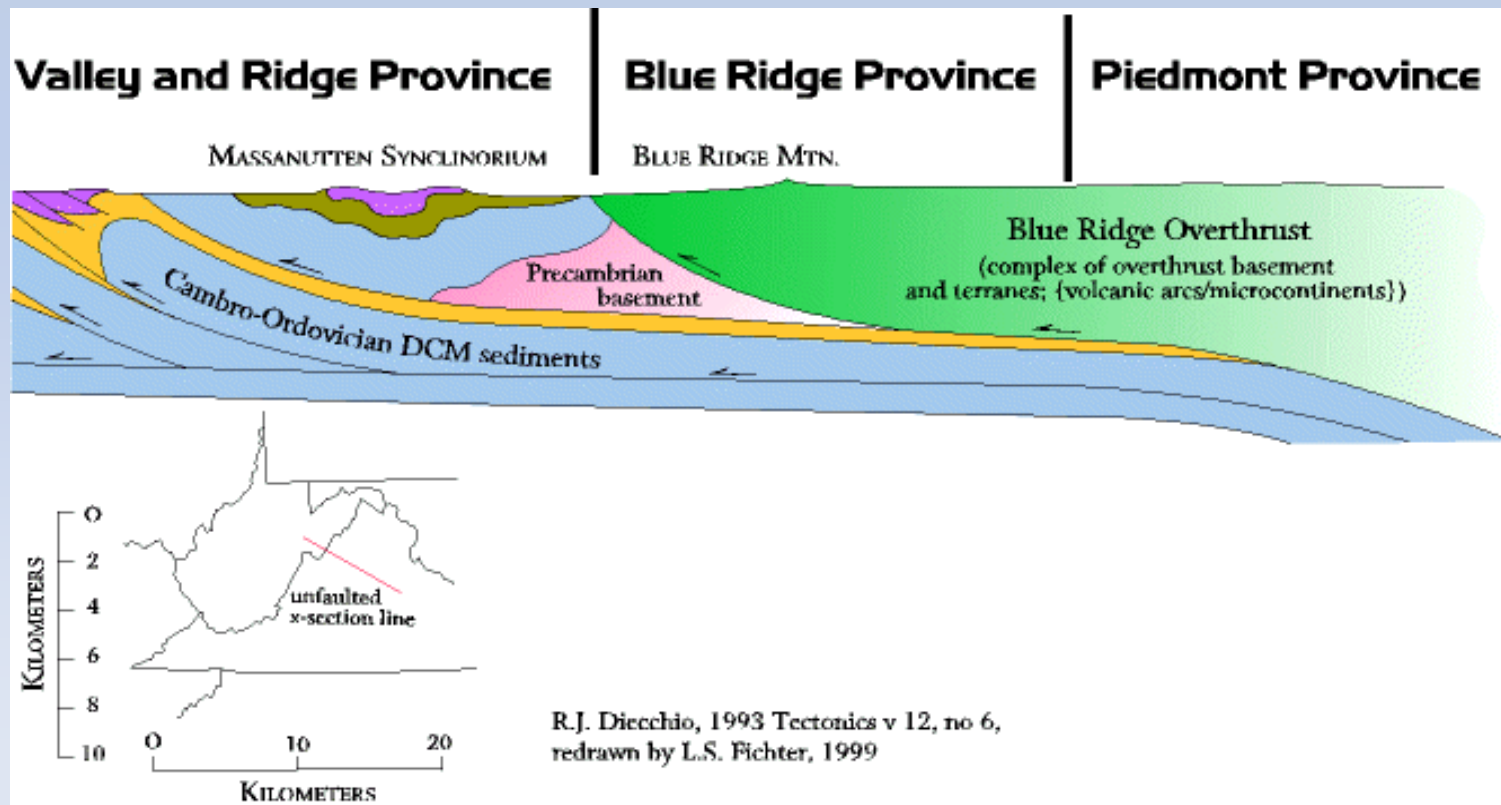 Valley and Ridge Province
Blue Ridge Province
Piedmont Province
MASSANUTTEN SYNCLINORIUM
BLUE RIDGE MTN.
Blue Ridge Overthrust
(complex of overthrust basement
and terranes; {volcanic arcs/microcontinents})
Precambrian
basement
Cambro-Ordovician DCM sediments
unfaulted
x-section line
KILOMETERS
0
2
4
6
8
10
0 10 20
KILOMETERS
R.J. Diecchio, 1993 Tectonics v 12, no 6,
redrawn by L.S. Fichter, 1999